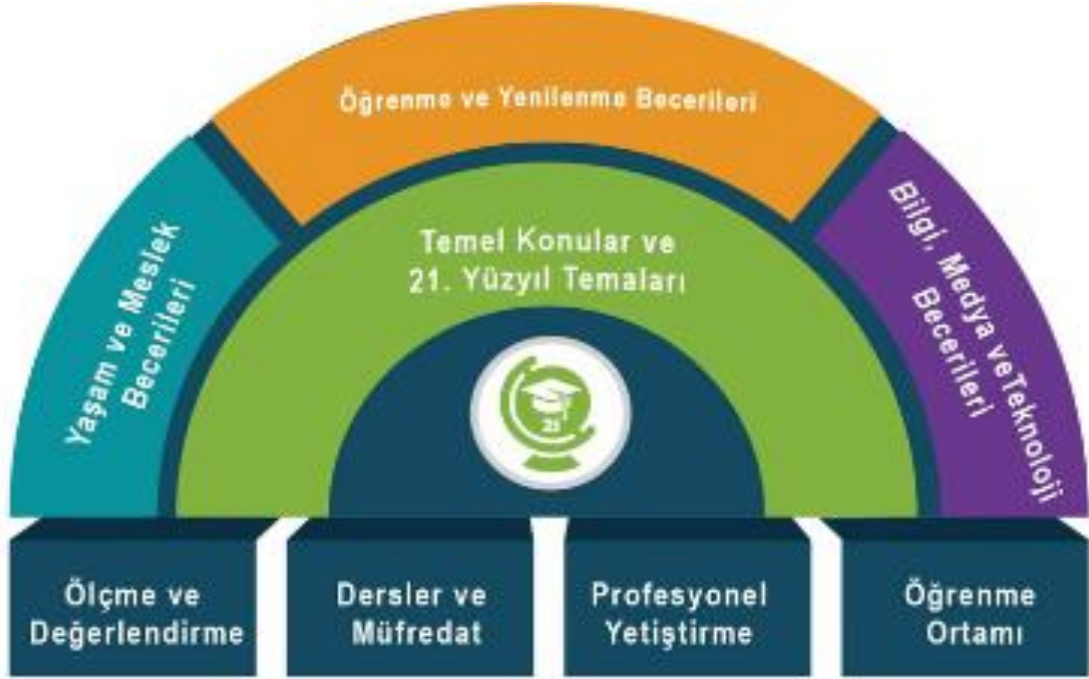 Öğrenme ve Yenilenme Becerileri
Yaşam ve Meslek
Becerileri
Temel Konular ve
21. Yüzyıl Temaları
Bilgi, Medya veTeknoloji
Becerileri
21
Ölçme ve
Değerlendirme
Dersler ve
Müfredat
Profesyonel
Yetiştirme
Öğrenme
Ortamı